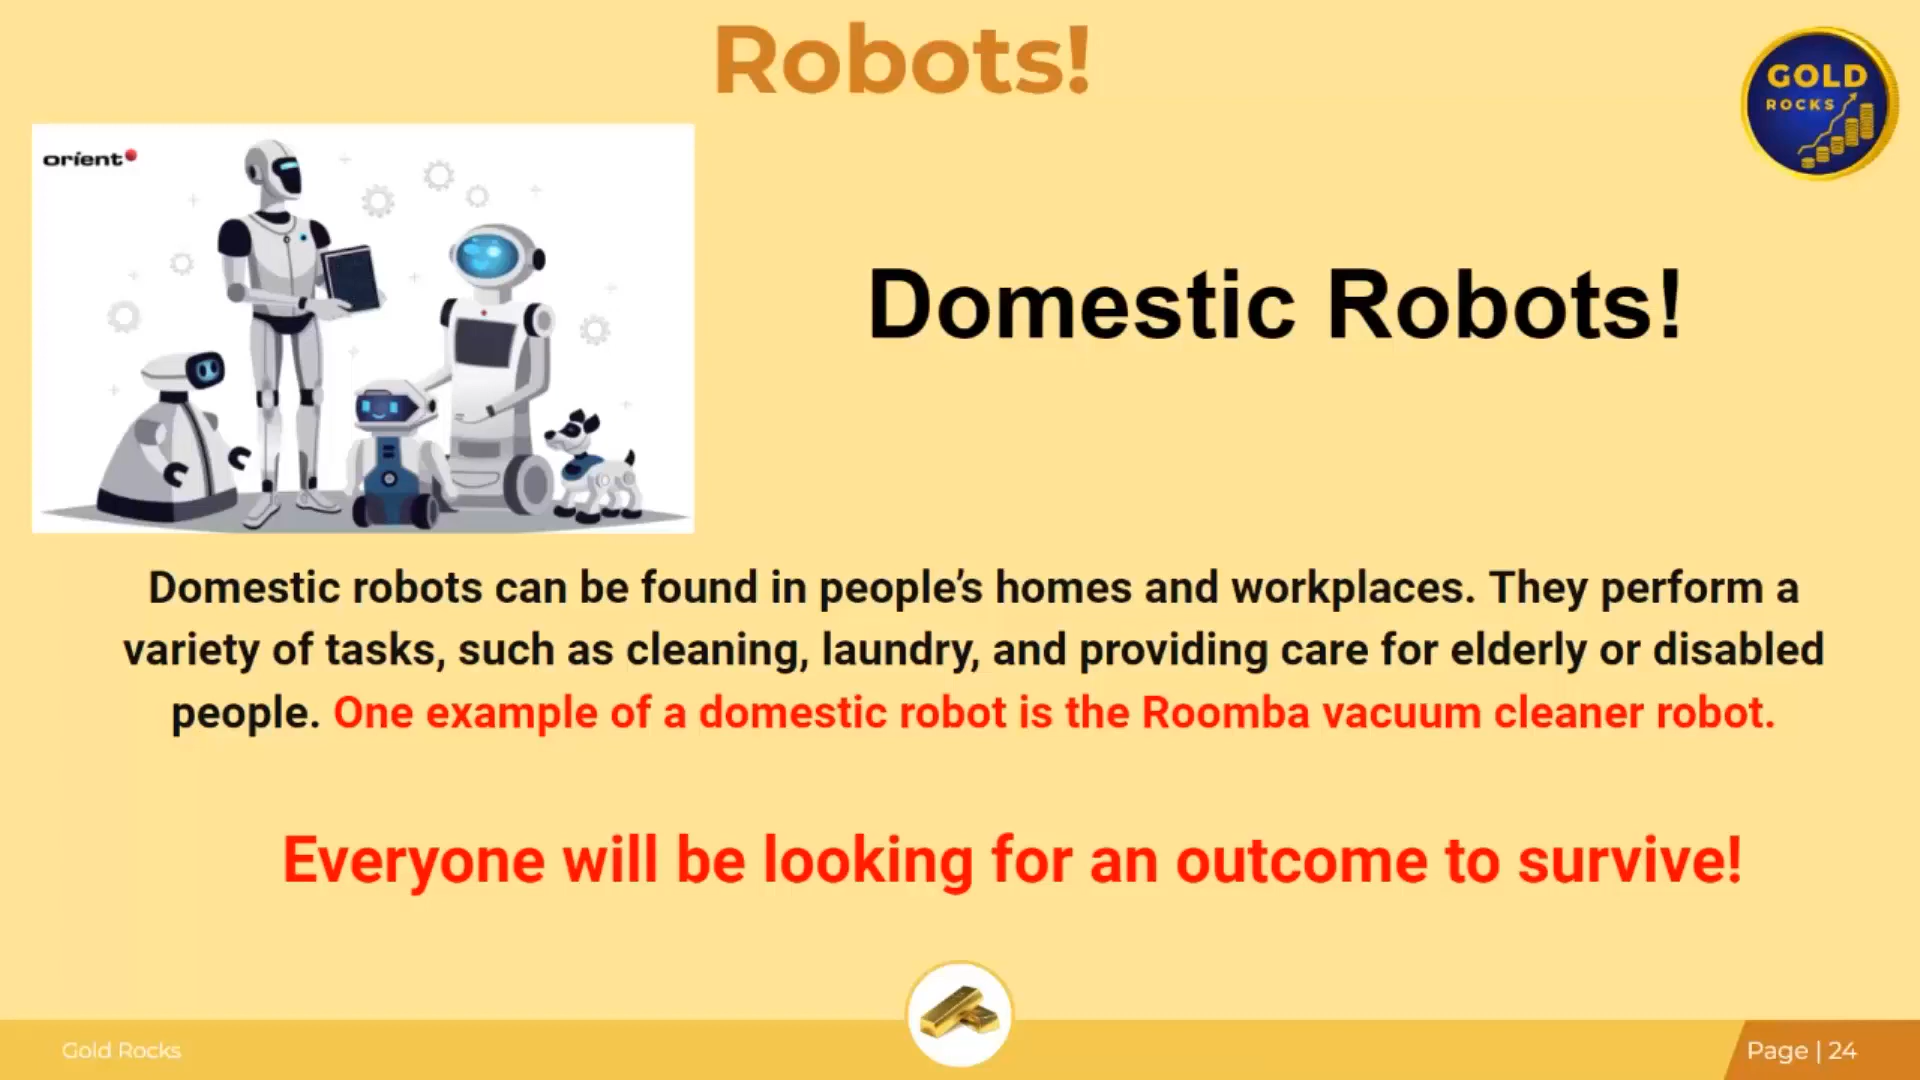 Robots!
GOLD
ROCKS
orient
Domestic Robots!
Domestic robots can be found in people's homes and workplaces. They perform a
variety of tasks, such as cleaning, laundry, and providing care for elderly or disabled
people. One example of a domestic robot is the Roomba vacuum cleaner robot.
Everyone will be looking for an outcome to survive!
Gold Rocks
Page | 24